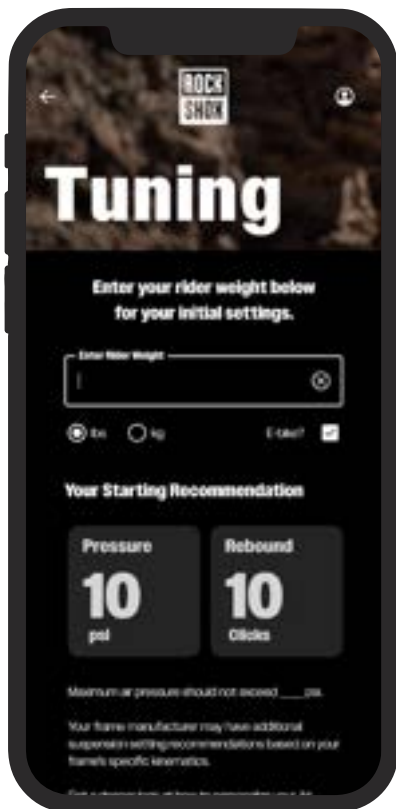 ROCK
SHOX
Tuning
Enter your rider weight below
for your initial settings.
Enter Rider Weight
lbs kg E-bike?
Your Starting Recommendation
Pressure Rebound
10 10
psi Clicks
Maximum air pressure should not exceed ____psi.
Your frame manufacturer may have additional
suspension setting recommendations based on your
frame's specific kinematics.